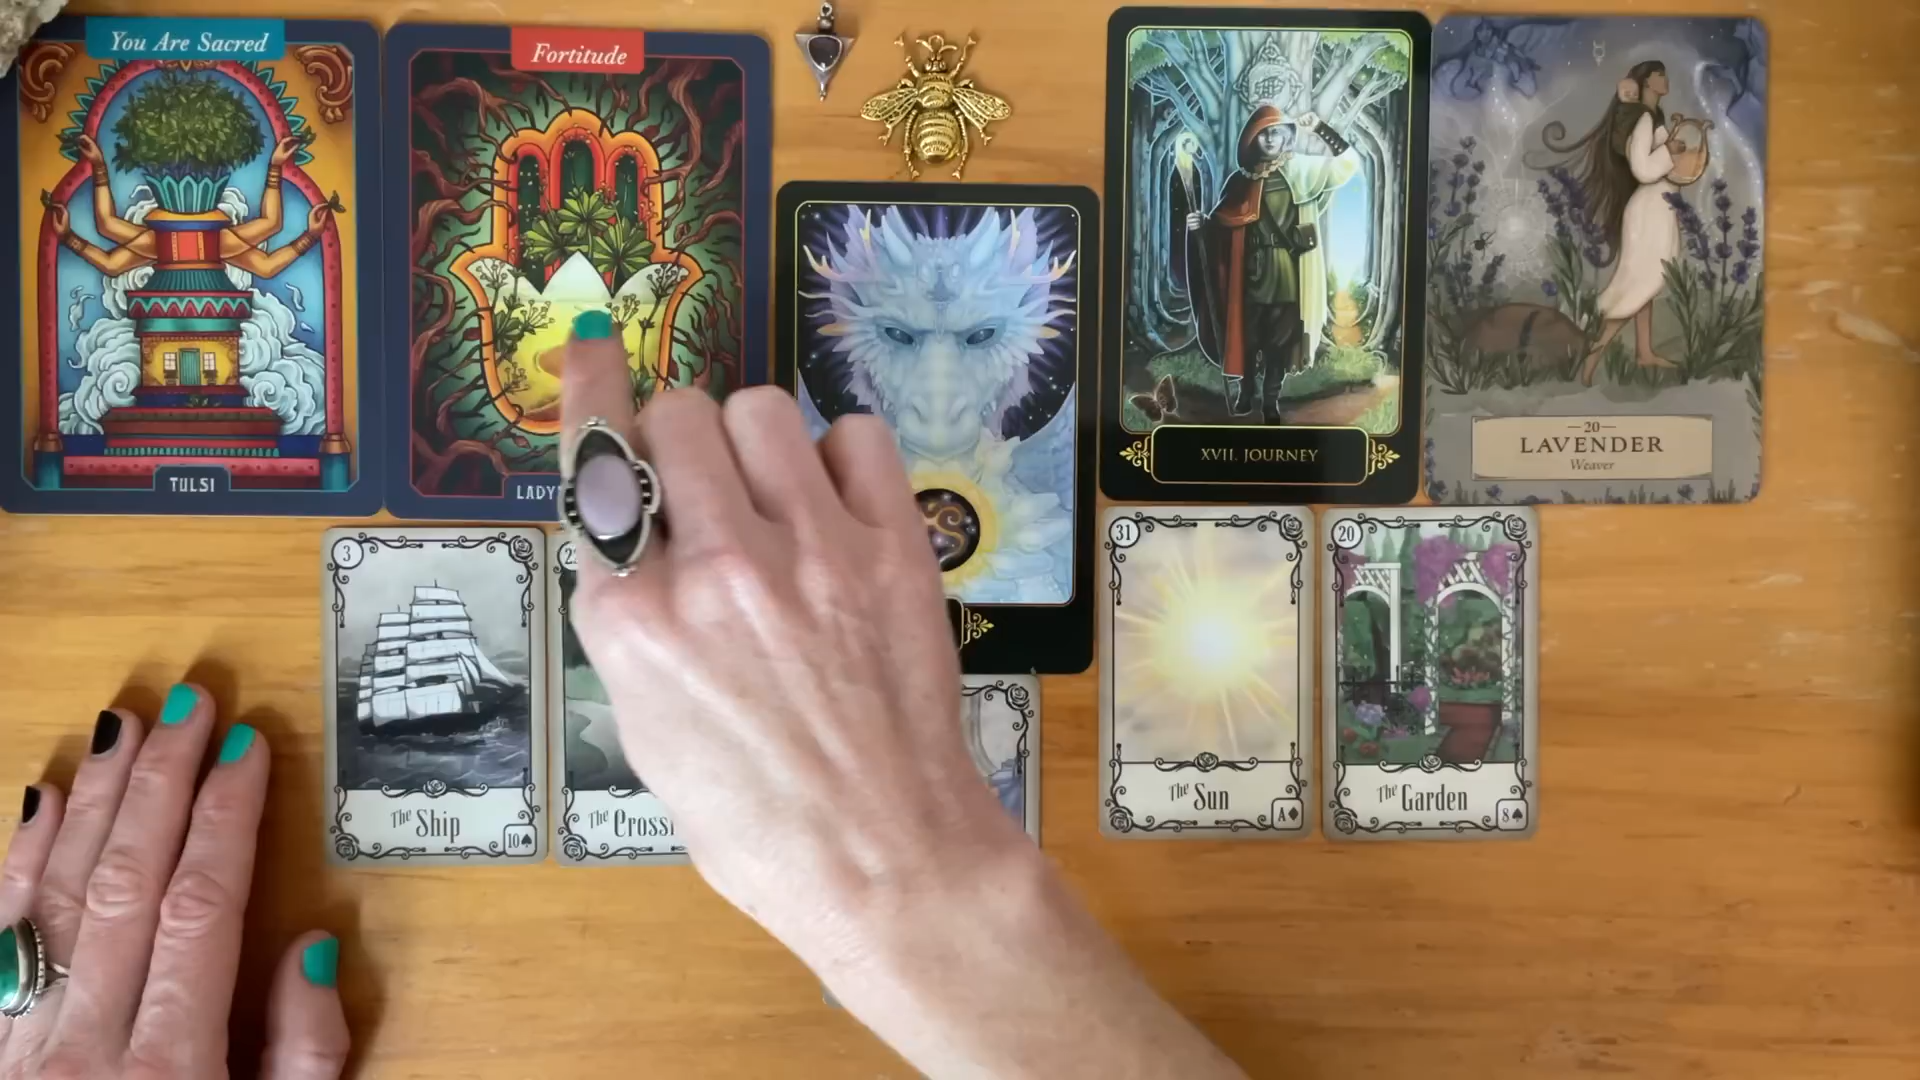 You Are Sacred
TULSI
Fortitude
LADY
XVII. JOURNEY
20
LAVENDER
Weaver
3
The Ship
10
22
The Cross
31
The Sun
A
20
The Garden
8